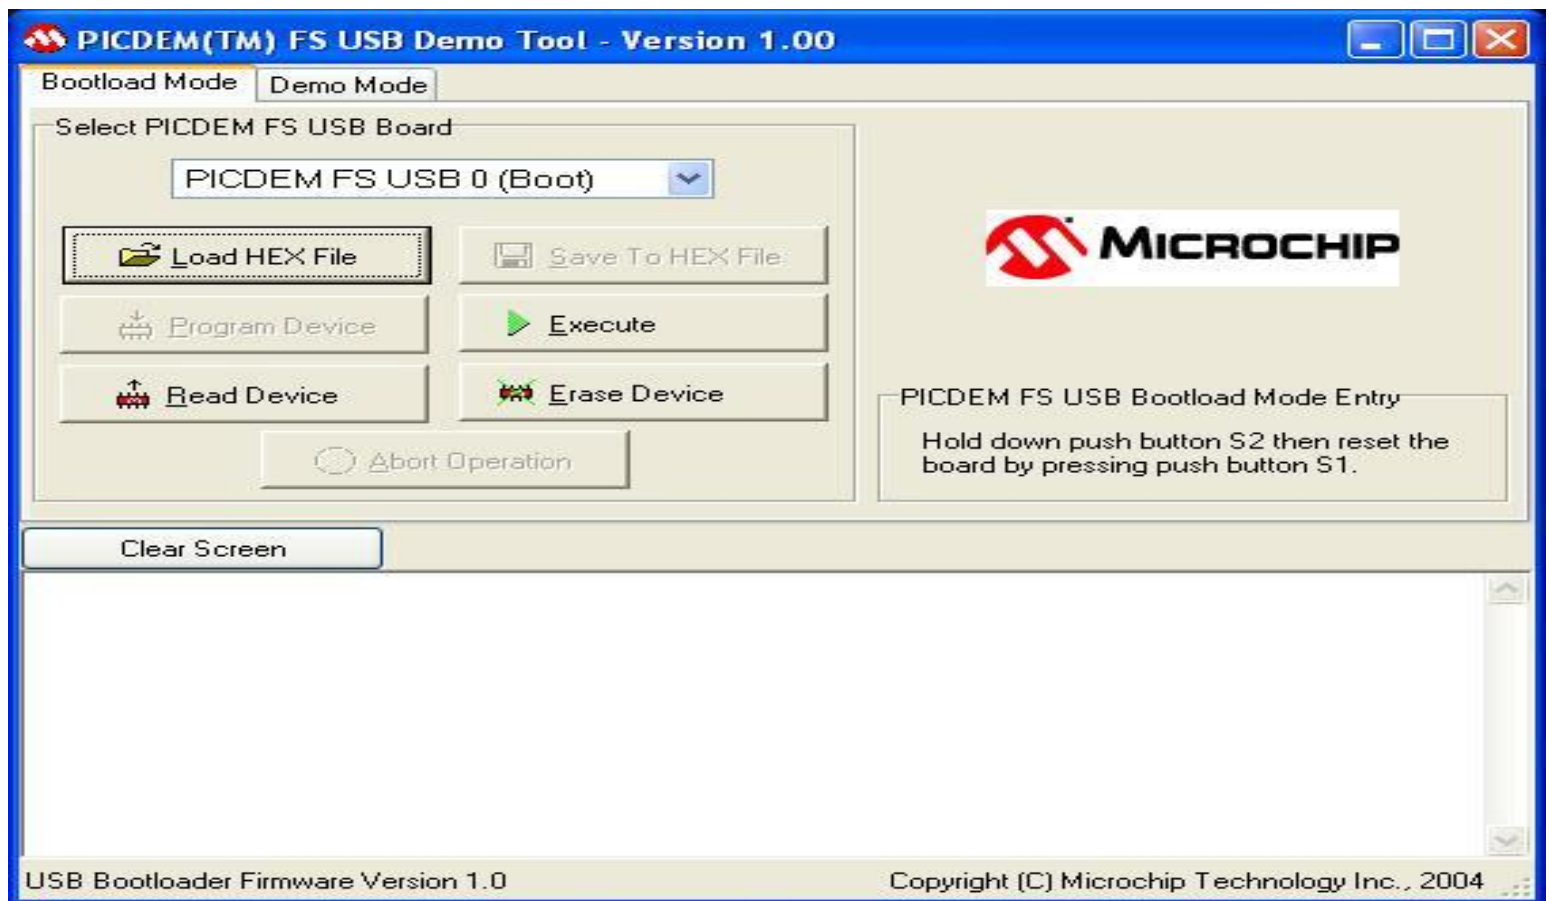 PICDEM(TM) FS USB Demo Tool - Version 1.00
Bootload Mode
Demo Mode
Select PICDEM FS USB Board
PICDEM FS USB 0 (Boot)
Load HEX File
Save To HEX File
Program Device
Execute
Read Device
Erase Device
Abort Operation
MICROCHIP
PICDEM FS USB Bootload Mode Entry
Hold down push button S2 then reset the
board by pressing push button S1.
Clear Screen
USB Bootloader Firmware Version 1.0
Copyright (C) Microchip Technology Inc., 2004